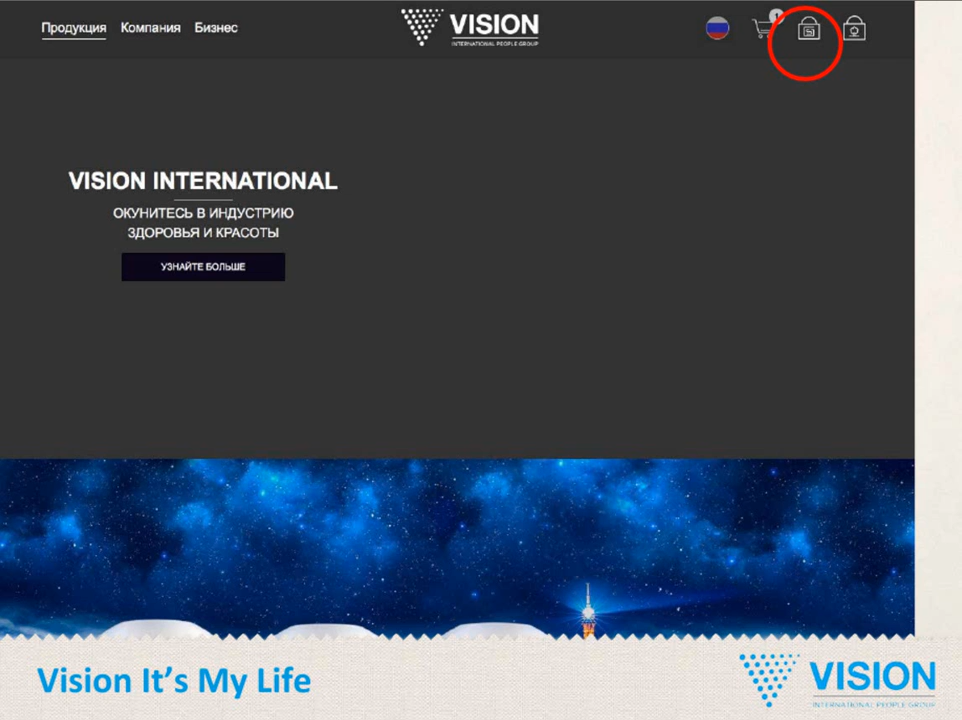 Продукция Компания Бизнес
VISION
INTERNATIONAL PEOPLE GROUP
1
VISION INTERNATIONAL
ОКУНИТЕСЬ В ИНДУСТРИЮ
ЗДОРОВЬЯ И КРАСОТЫ
УЗНАЙТЕ БОЛЬШЕ
Vision It’s My Life
VISION
INTERNATIONAL PEOPLE GROUP